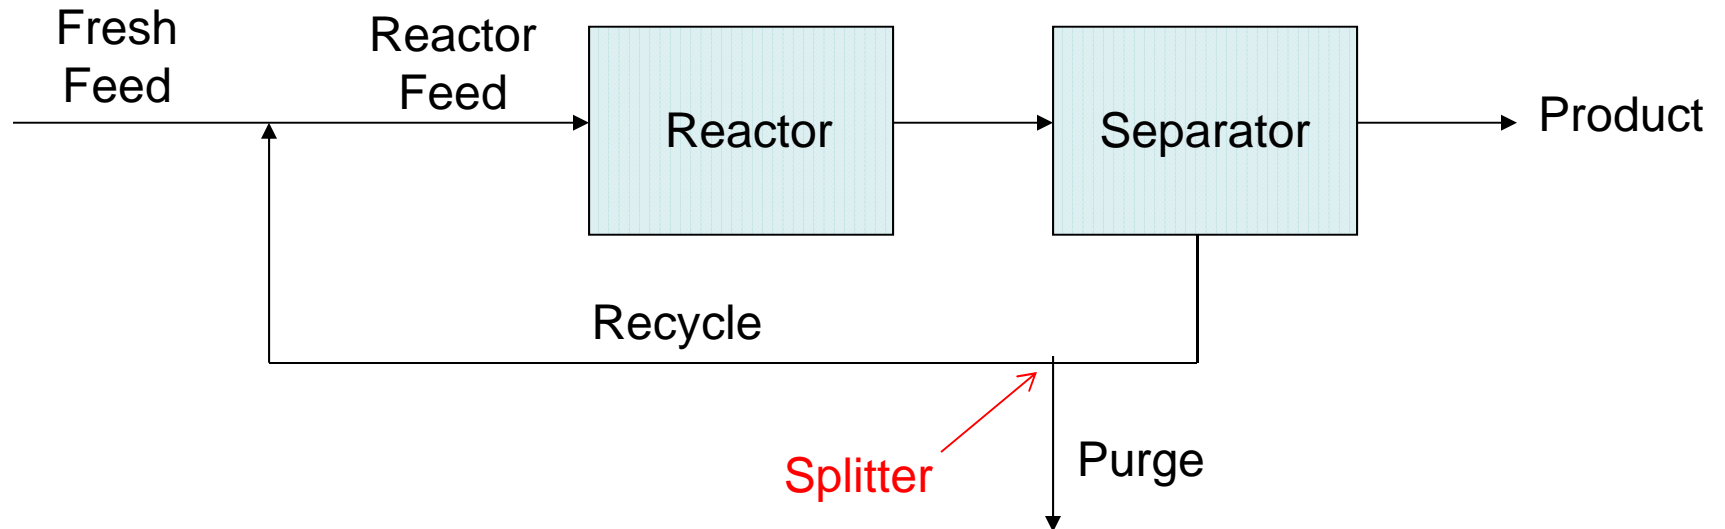 Fresh
Feed
Reactor
Feed
Reactor
Separator
Product
Recycle
Splitter
Purge